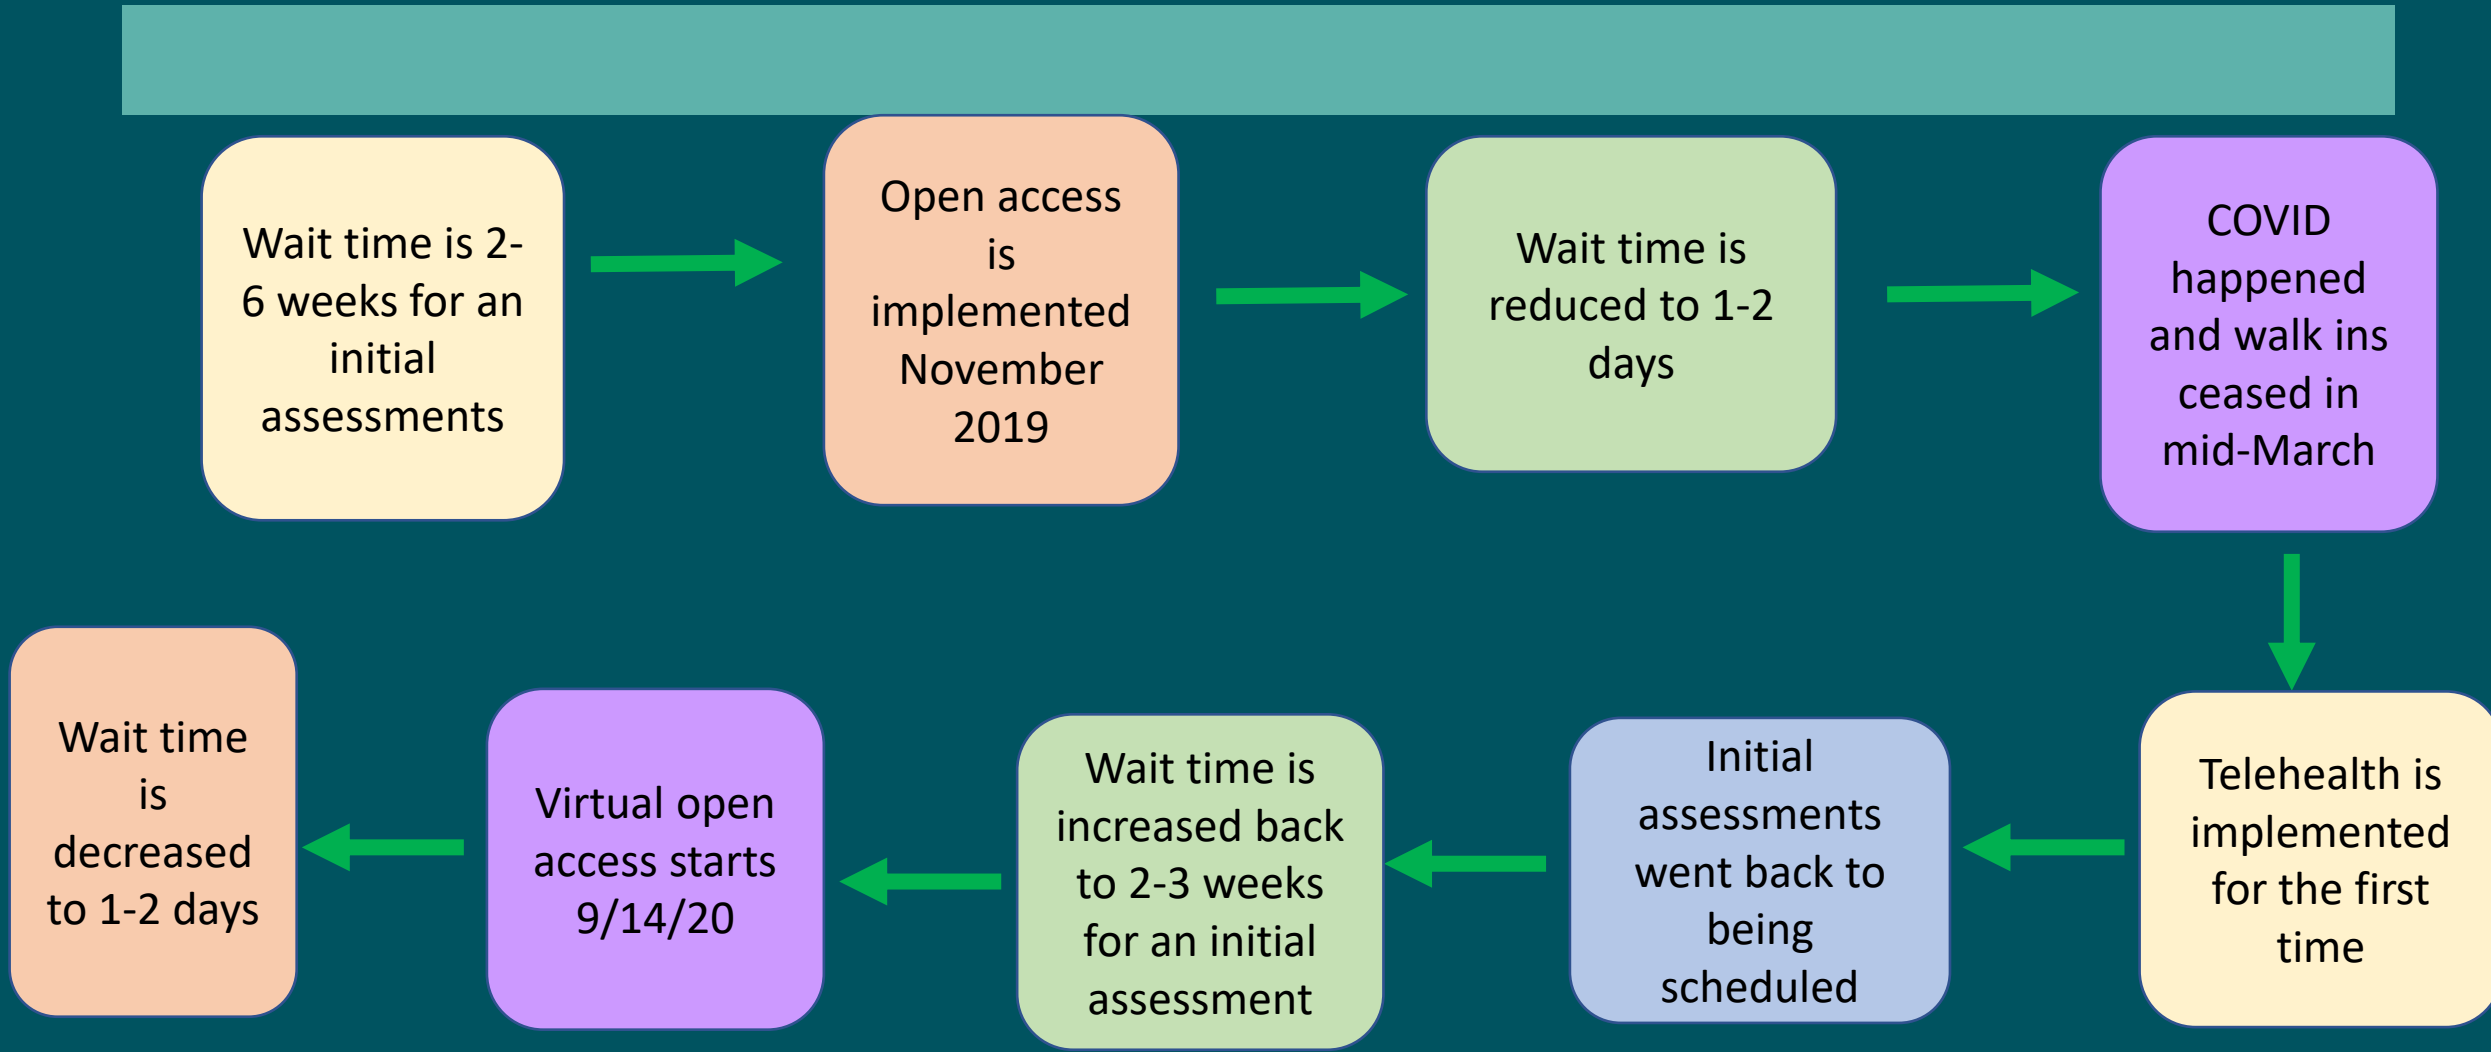 Wait time is 2-
6 weeks for an
initial
assessments
Open access
is
implemented
November
2019
Wait time is
reduced to 1-2
days
COVID
happened
and walk ins
ceased in
mid-March
Telehealth is
implemented
for the first
time
Initial
assessments
went back to
being
scheduled
Wait time is
increased back
to 2-3 weeks
for an initial
assessment
Virtual open
access starts
9/14/20
Wait time
is
decreased
to 1-2 days